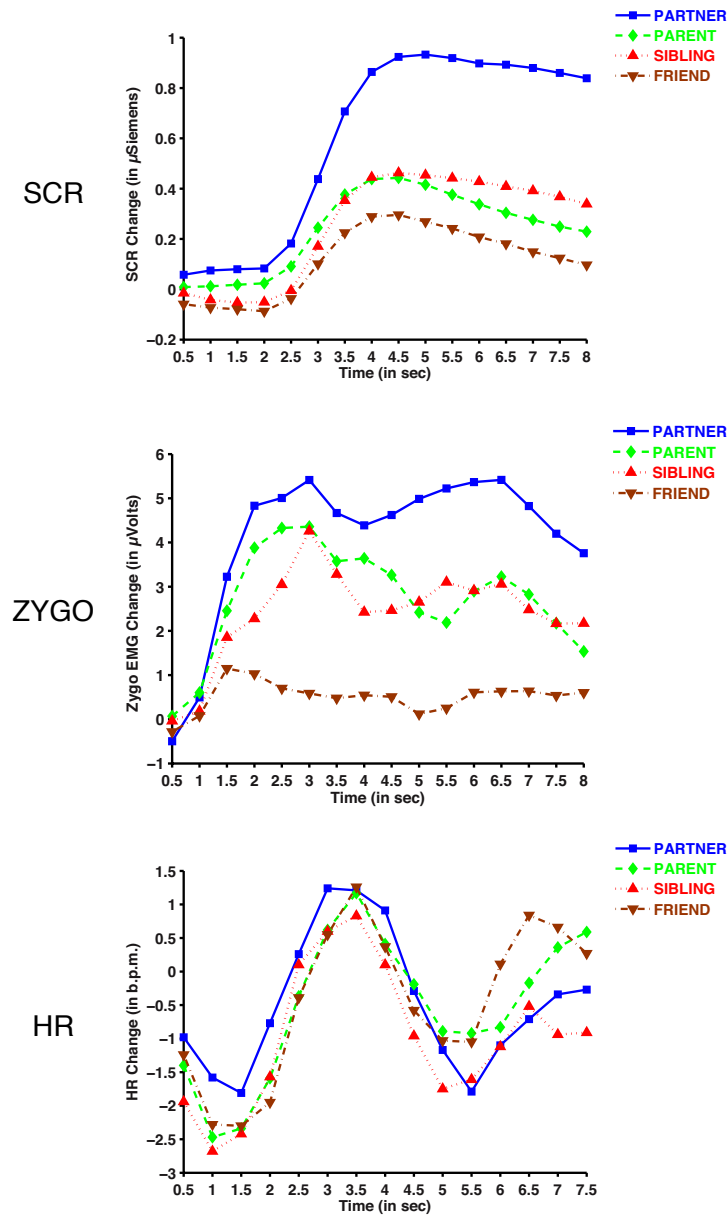 PARTNER
PARENT
SIBLING
FRIEND
SCR
SCR Change (in µSiemens)
1
0.8
0.6
0.4
0.2
0
−0.2
0.5 1 1.5 2 2.5 3 3.5 4 4.5 5 5.5 6 6.5 7 7.5 8
Time (in sec)
PARTNER
PARENT
SIBLING
FRIEND
ZYGO
Zygo EMG Change (in µVolts)
6
5
4
3
2
1
0
−1
0.5 1 1.5 2 2.5 3 3.5 4 4.5 5 5.5 6 6.5 7 7.5 8
Time (in sec)
PARTNER
PARENT
SIBLING
FRIEND
HR
HR Change (in b.p.m.)
1.5
1
0.5
0
−0.5
−1
−1.5
−2
−2.5
−3
0.5 1 1.5 2 2.5 3 3.5 4 4.5 5 5.5 6 6.5 7 7.5
Time (in sec)